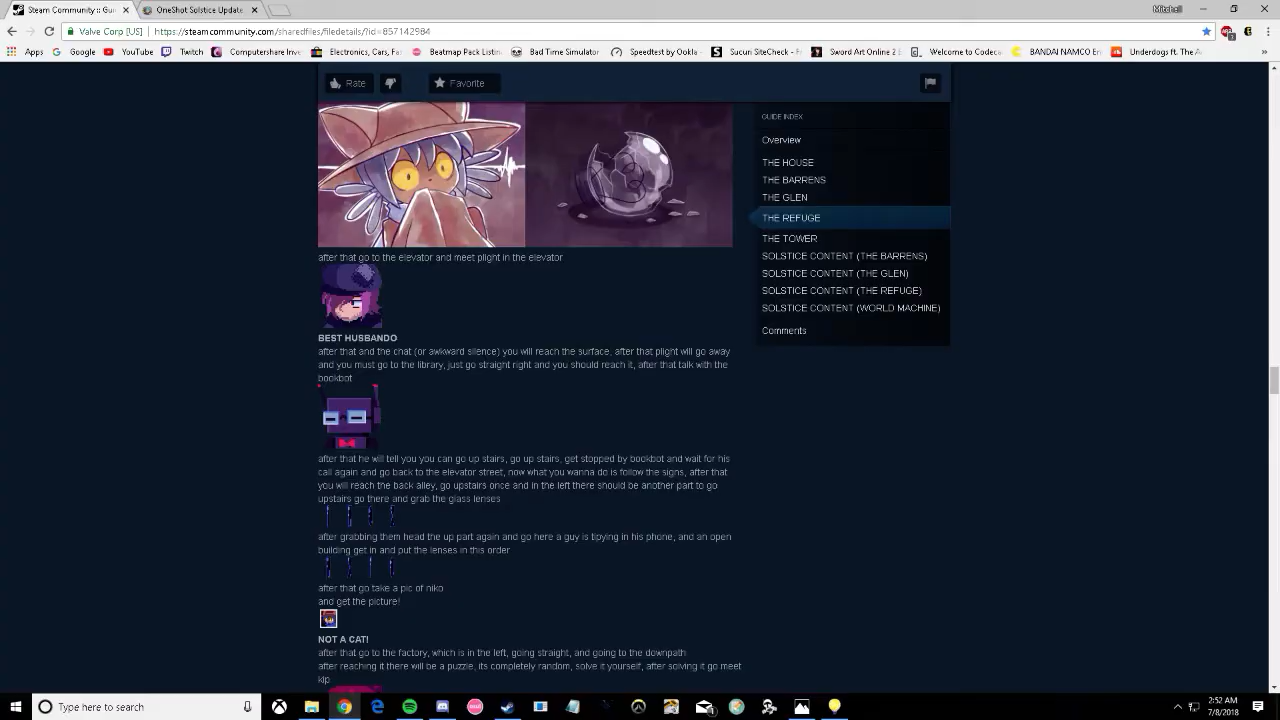 Steam Community :: Gui
OneShot Solstice Update
Mitchell
Valve Corp [US] https://steamcommunity.com/sharedfiles/filedetails/?id=857142984
Apps
Google
YouTube
Twitch
Computershare Inve
Electronics, Cars, Fa
Beatmap Pack Listing
Bad Time Simulator
Speedtest by Ookla
Sucuri SiteCheck - Fr
Sword Art Online 2 E
Welcome to Codeca
BANDAI NAMCO En
Underdogs ft. The A
Rate
Favorite
GUIDE INDEX
Overview
THE HOUSE
THE BARRENS
THE GLEN
THE REFUGE
THE TOWER
SOLSTICE CONTENT (THE BARRENS)
SOLSTICE CONTENT (THE GLEN)
SOLSTICE CONTENT (THE REFUGE)
SOLSTICE CONTENT (WORLD MACHINE)
Comments
after that go to the elevator and meet plight in the elevator
BEST HUSBANDO
after that and the chat (or awkward silence) you will reach the surface, after that plight will go away
and you must go to the library, just go straight right and you should reach it, after that talk with the
bookbot
after that he will tell you you can go up stairs, go up stairs, get stopped by bookbot and wait for his
call again and go back to the elevator street, now what you wanna do is follow the signs, after that
you will reach the back alley, go upstairs once and in the left there should be another part to go
upstairs go there and grab the glass lenses
after grabbing them head the up part again and go here a guy is tipying in his phone, and an open
building get in and put the lenses in this order
after that go take a pic of niko
and get the picture!
NOT A CAT!
after that go to the factory, which is in the left, going straight, and going to the downpath
after reaching it there will be a puzzle, its completely random, solve it yourself, after solving it go meet
kip
Type here to search
2:52 AM
7/8/2018